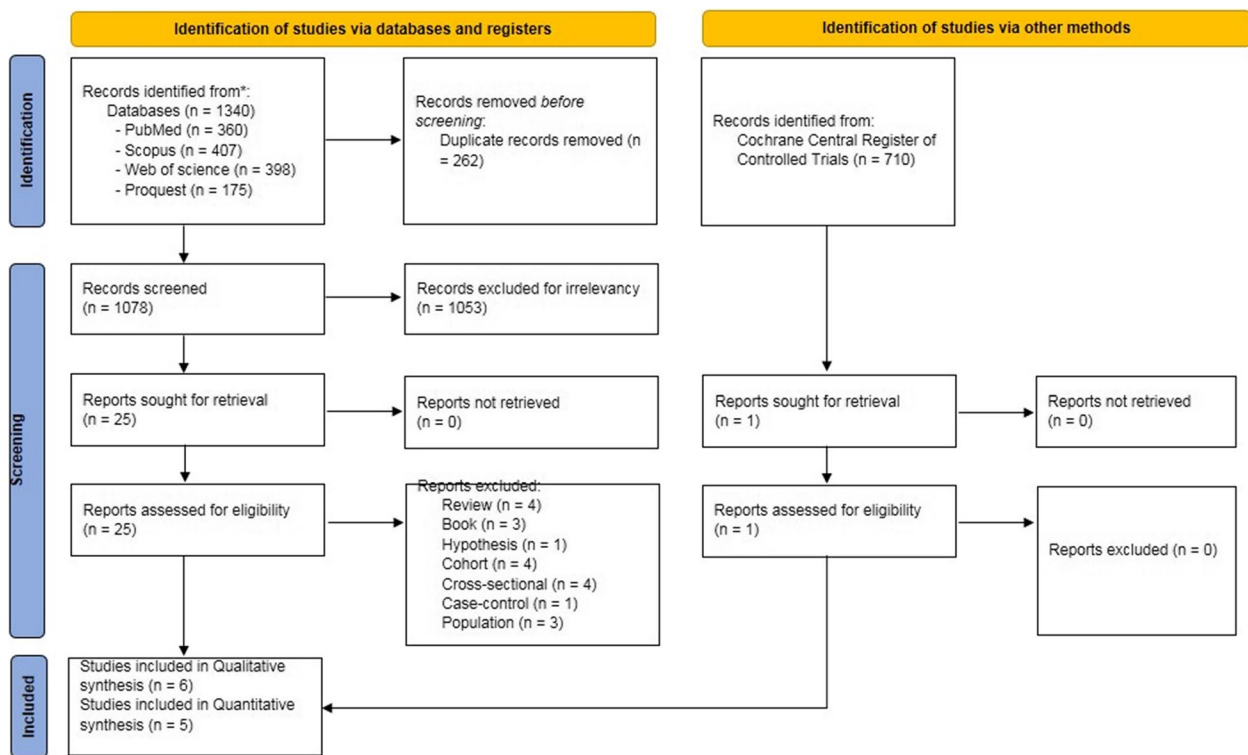 Identification of studies via databases and registers
Identification of studies via other methods
Identification
Records identified from*:
Databases (n = 1340)
- PubMed (n = 360)
- Scopus (n = 407)
- Web of science (n = 398)
- Proquest (n = 175)
Records removed before
screening:
Duplicate records removed (n
= 262)
Records identified from:
Cochrane Central Register of
Controlled Trials (n = 710)
Screening
Records screened
(n = 1078)
Records excluded for irrelevancy
(n = 1053)
Reports sought for retrieval
(n = 25)
Reports not retrieved
(n = 0)
Reports sought for retrieval
(n = 1)
Reports not retrieved
(n = 0)
Reports assessed for eligibility
(n = 25)
Reports excluded:
Review (n = 4)
Book (n = 3)
Hypothesis (n = 1)
Cohort (n = 4)
Cross-sectional (n = 4)
Case-control (n = 1)
Population (n = 3)
Reports assessed for eligibility
(n = 1)
Reports excluded (n = 0)
Included
Studies included in Qualitative
synthesis (n = 6)
Studies included in Quantitative
synthesis (n = 5)